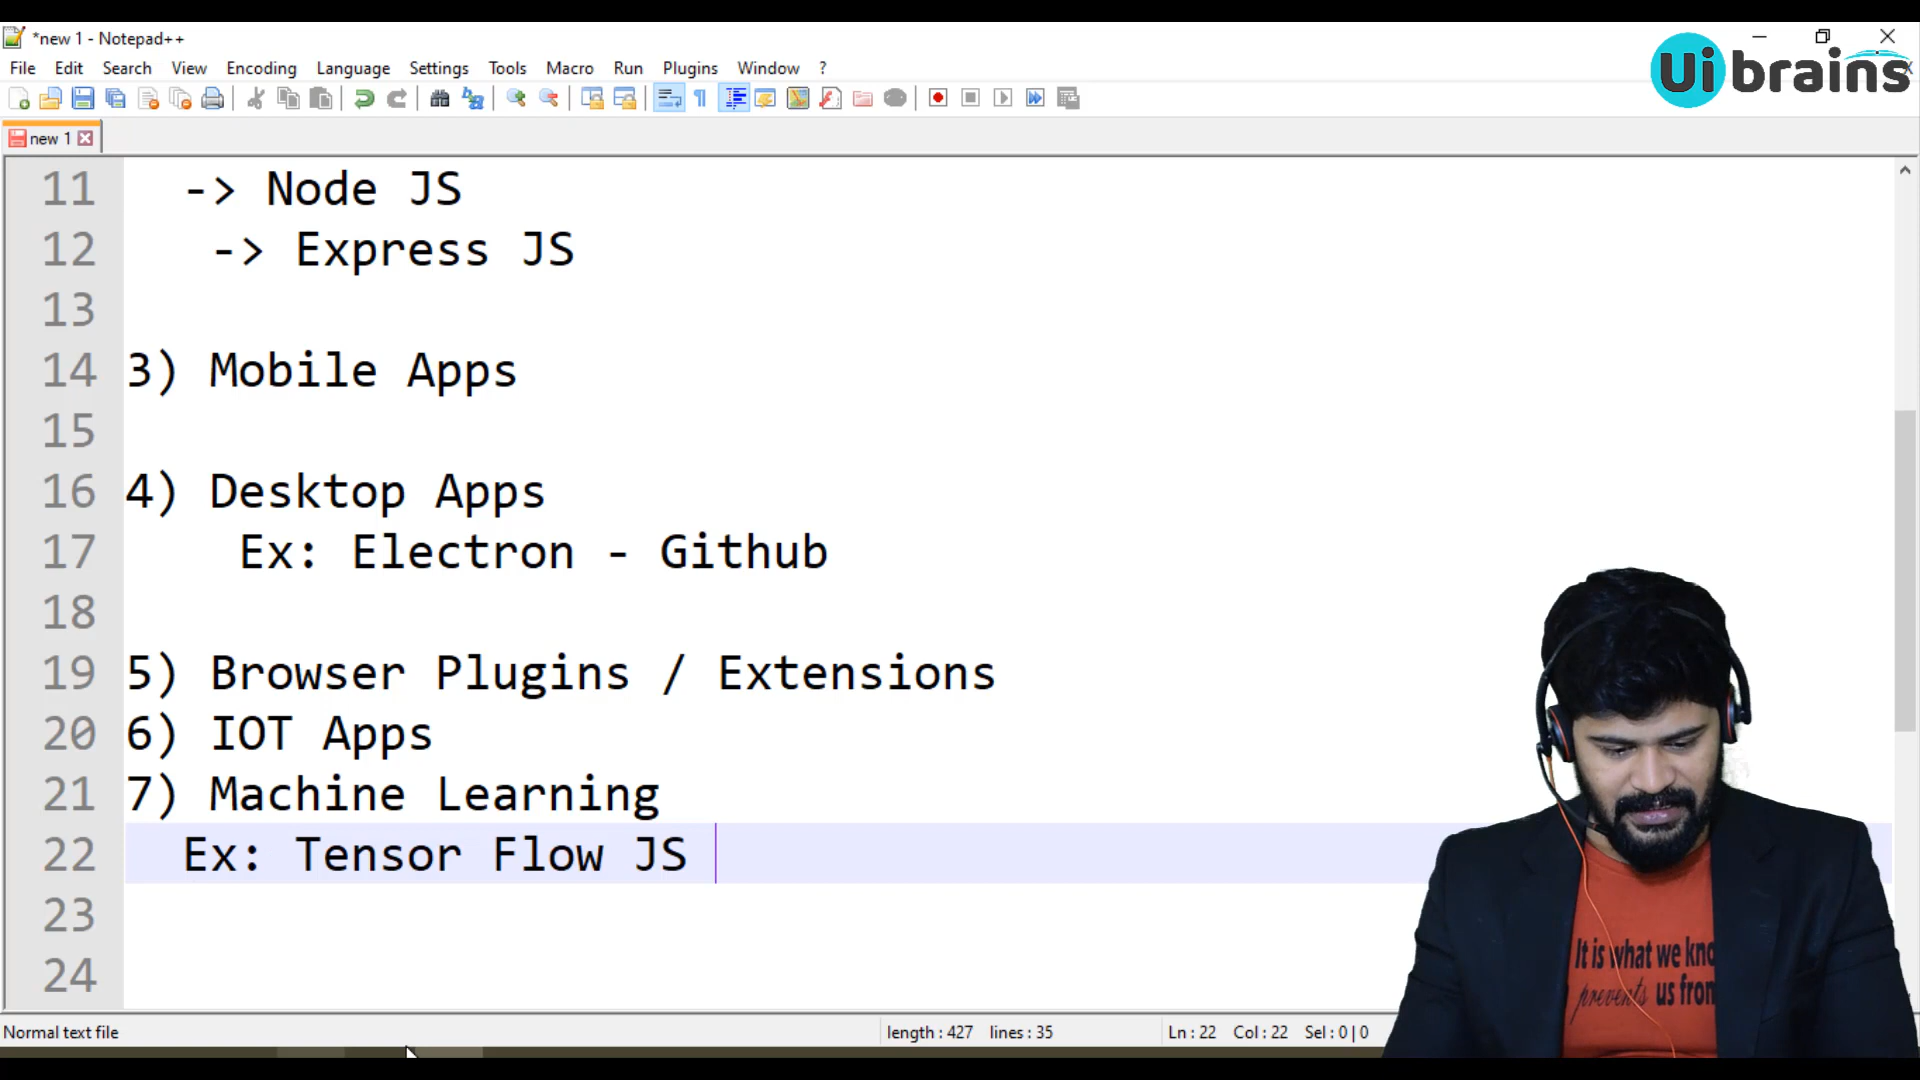 *new 1 - Notepad++
Uibrains
File Edit Search View Encoding Language Settings Tools Macro Run Plugins Window ?
new 1
11 -> Node JS
12 -> Express JS
13
14 3) Mobile Apps
15
16 4) Desktop Apps
17 Ex: Electron - Github
18
19 5) Browser Plugins / Extensions
20 6) IOT Apps
21 7) Machine Learning
22 Ex: Tensor Flow JS
23
24
It is what we kno
prevents us from
Normal text file length : 427 lines : 35 Ln : 22 Col : 22 Sel : 0 | 0